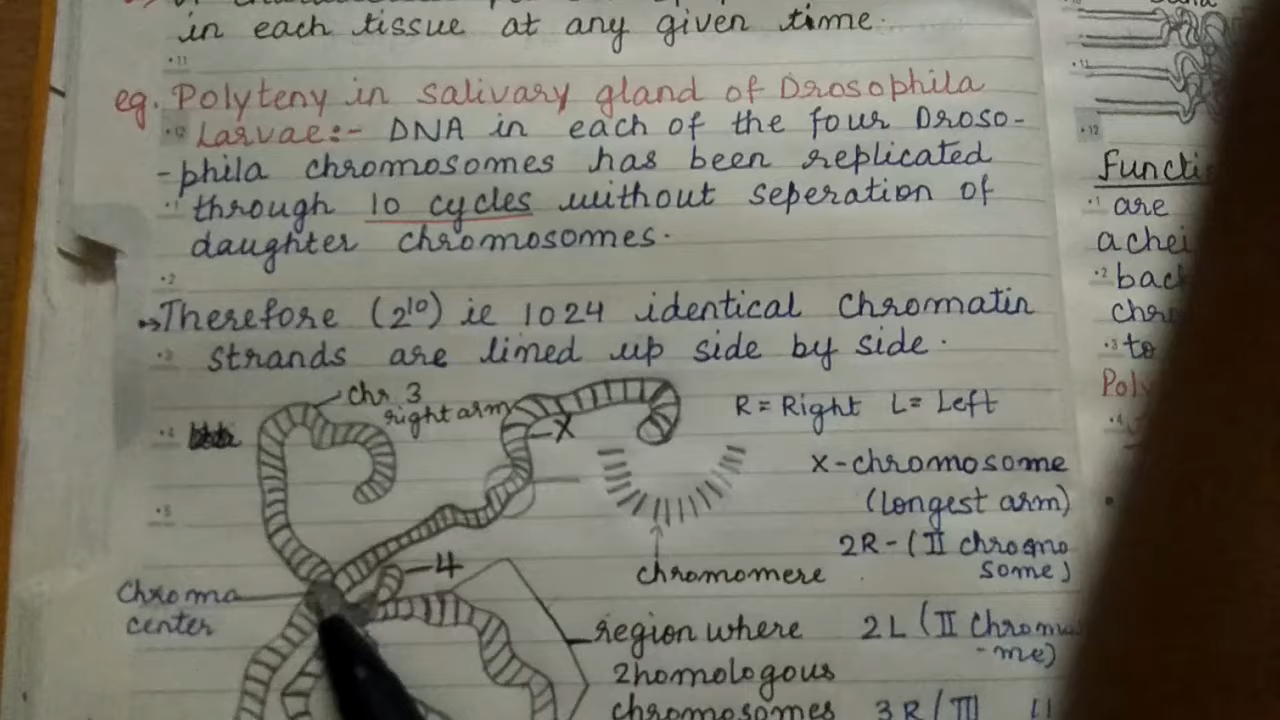 in each tissue at any given time.
eg. Polyteny in salivary gland of Drosophila
Larvae:- DNA in each of the four Droso-
-phila chromosomes has been replicated
through 10 cycles without seperation of
daughter chromosomes.
Therefore (2¹⁰) ie 1024 identical chromatin
strands are lined up side by side.
Chr 3
right arm
X
R = Right L = Left
X-chromosome
(longest arm)
2R-(II chromo
some)
chromomere
4
Chroma
center
region where
2homologous
chromosomes
2L (II Chromo
-me)
3R (III
Functi
are
achei
bac
chr
to
Poly